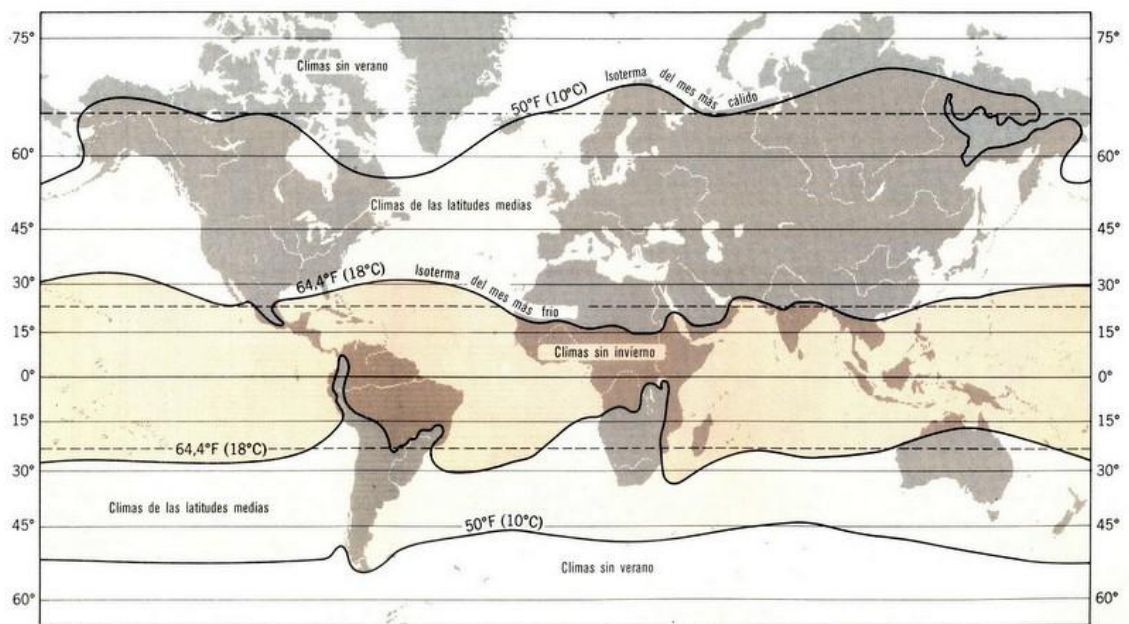 75°
75°
Climas sin verano
50°F (10°C)
Isoterma del mes más cálido
60°
60°
Climas de las latitudes medias
45°
45°
30°
30°
64,4°F (18°C)
Isoterma del mes más frio
15°
15°
Climas sin invierno
0°
0°
15°
15°
64,4°F (18°C)
30°
30°
Climas de las latitudes medias
50°F (10°C)
45°
45°
Climas sin verano
60°
60°